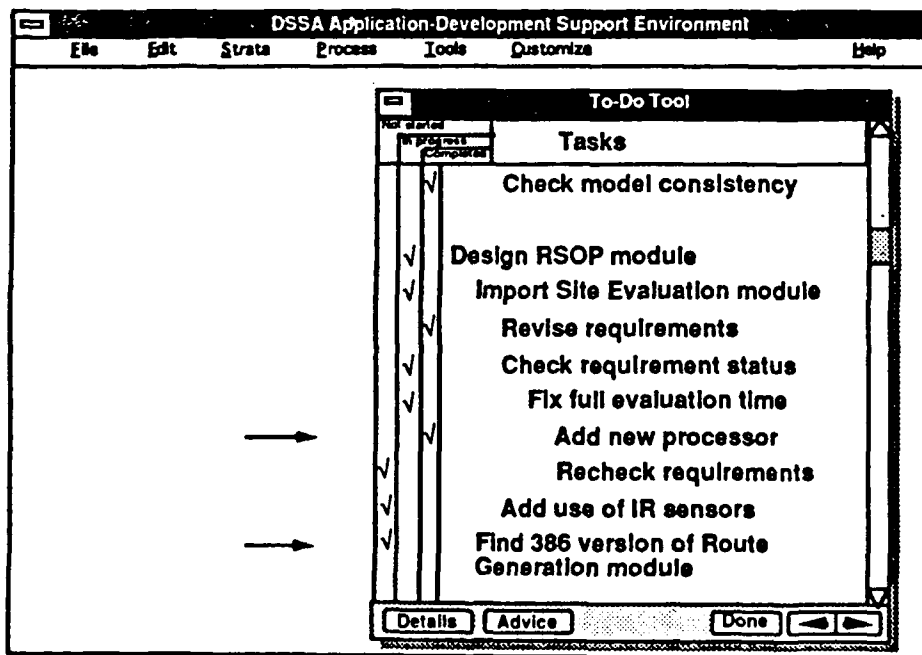 DSSA Application-Development Support Environment
File Edit Strata Process Tools Customize Help
To-Do Tool
Not started
In progress
Completed
Tasks
√ Check model consistency
√ Design RSOP module
√ Import Site Evaluation module
√ Revise requirements
√ Check requirement status
√ Fix full evaluation time
√ Add new processor
√ Recheck requirements
√ Add use of IR sensors
√ Find 386 version of Route
Generation module
Details Advice Done